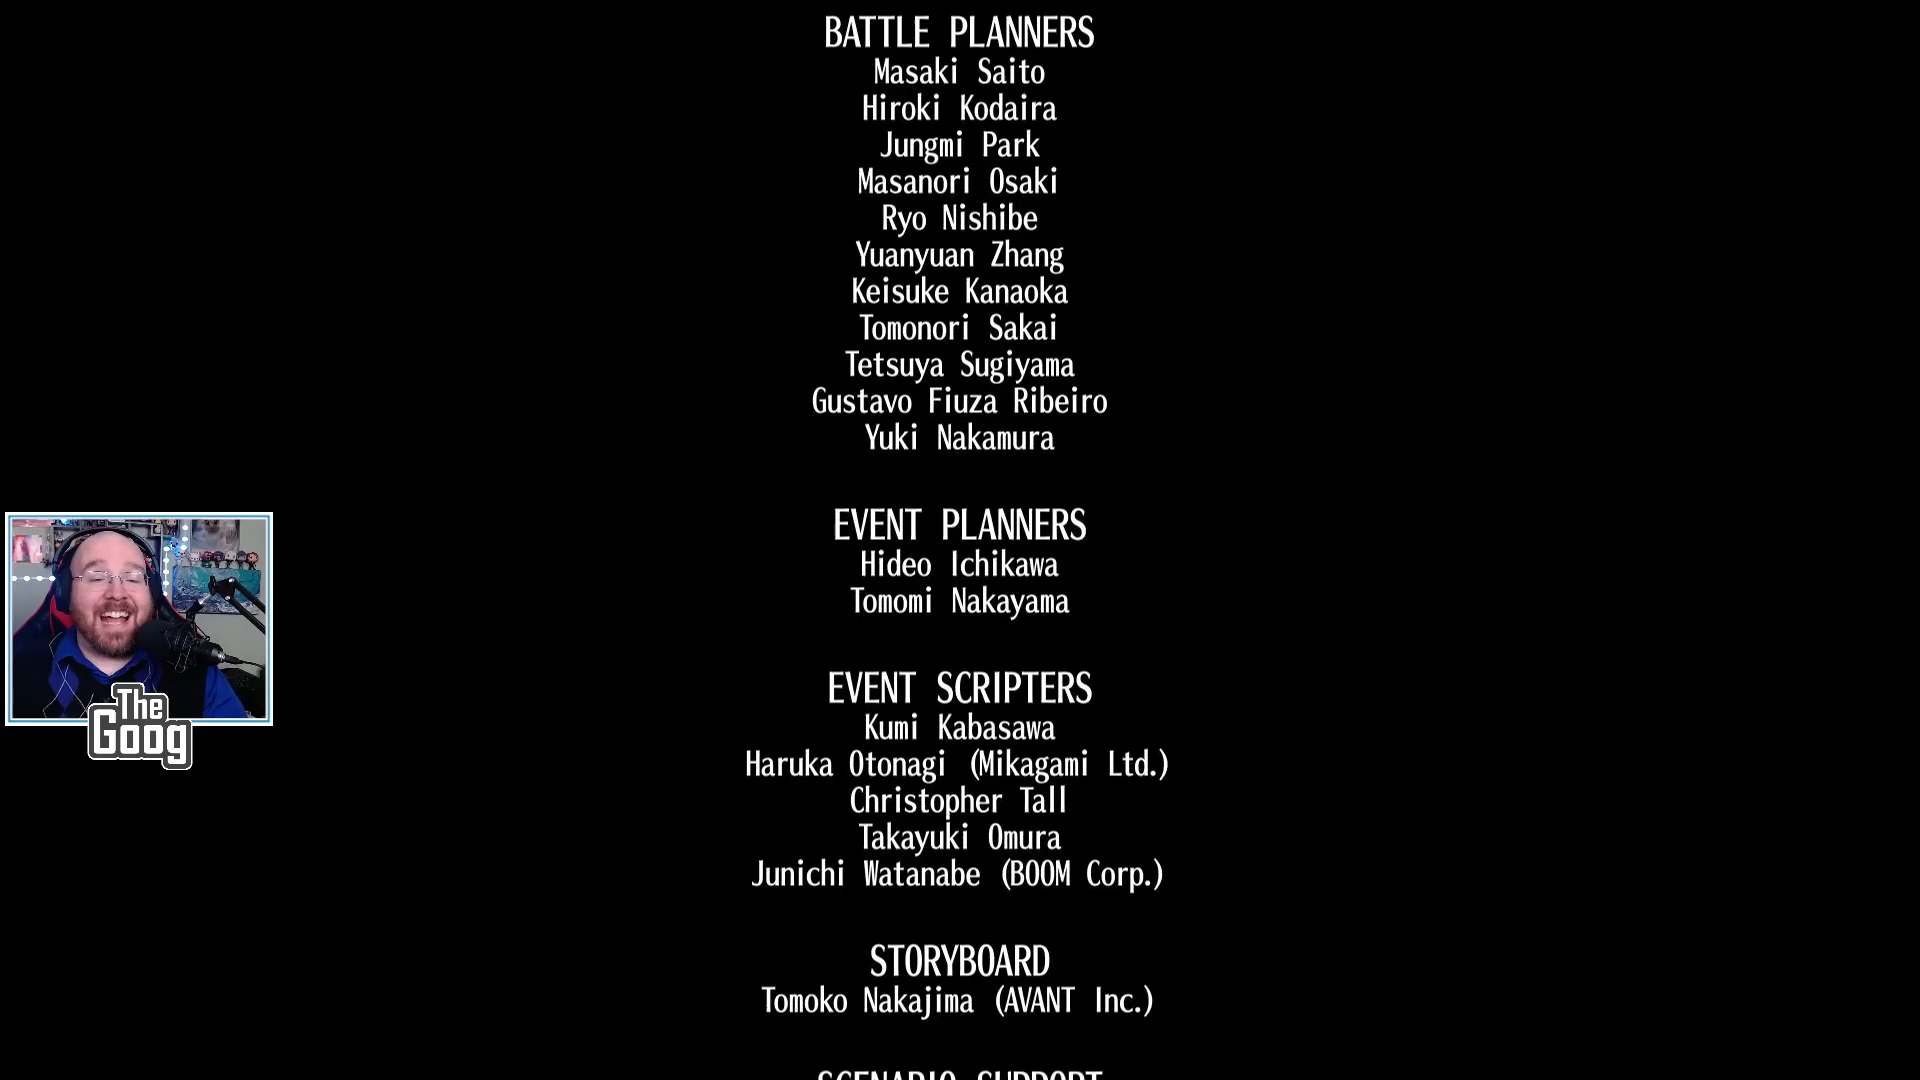 BATTLE PLANNERS
Masaki Saito
Hiroki Kodaira
Jungmi Park
Masanori Osaki
Ryo Nishibe
Yuanyuan Zhang
Keisuke Kanaoka
Tomonori Sakai
Tetsuya Sugiyama
Gustavo Fiuza Ribeiro
Yuki Nakamura
EVENT PLANNERS
Hideo Ichikawa
Tomomi Nakayama
EVENT SCRIPTERS
Kumi Kabasawa
Haruka Otonagi (Mikagami Ltd.)
Christopher Tall
Takayuki Omura
Junichi Watanabe (BOOM Corp.)
STORYBOARD
Tomoko Nakajima (AVANT Inc.)
SCENARIO SUPPORT
The
Goog